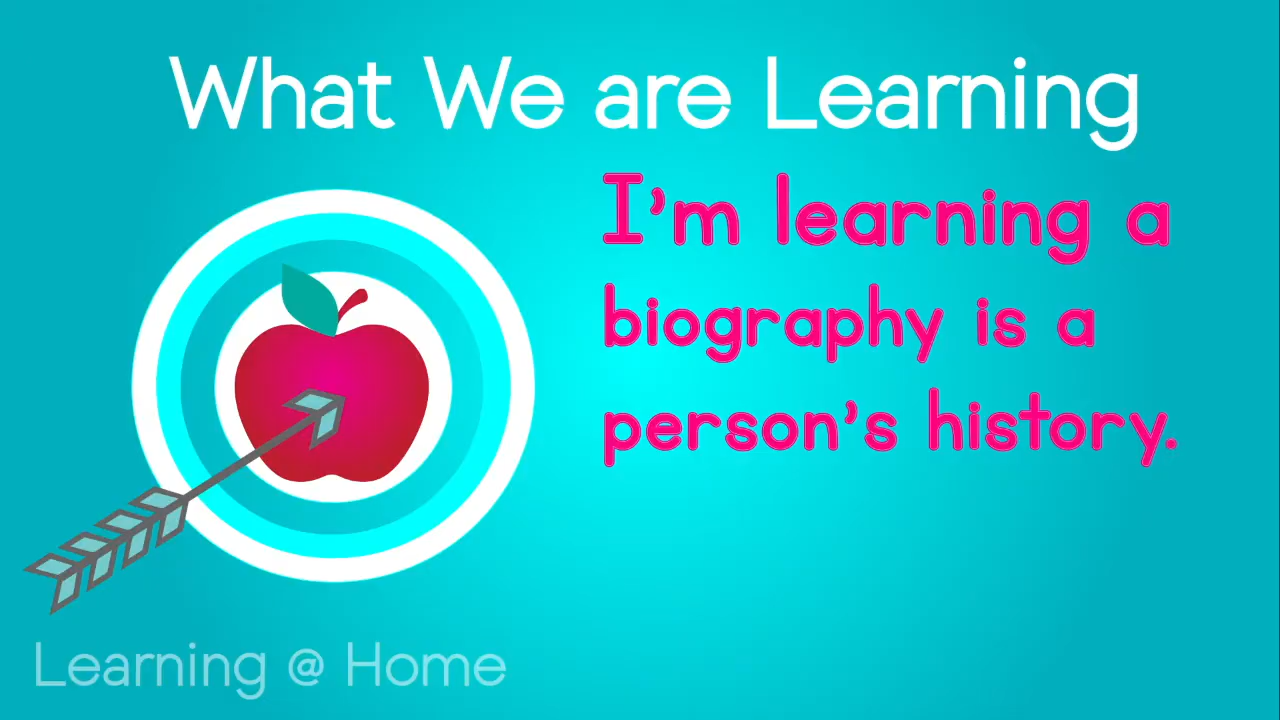 What We are Learning
I'm learning a
biography is a
person's history.
Learning @ Home